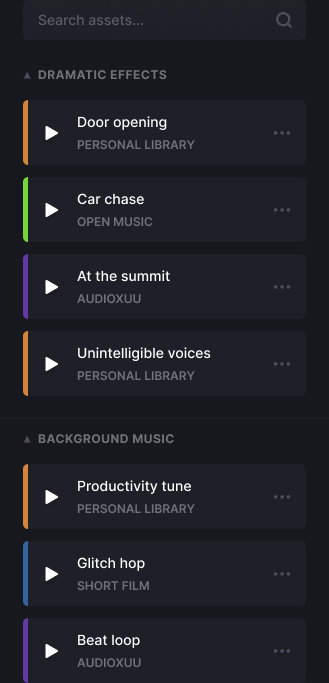 Search assets...
DRAMATIC EFFECTS
Door opening
PERSONAL LIBRARY
Car chase
OPEN MUSIC
At the summit
AUDIOXUU
Unintelligible voices
PERSONAL LIBRARY
BACKGROUND MUSIC
Productivity tune
PERSONAL LIBRARY
Glitch hop
SHORT FILM
Beat loop
AUDIOXUU